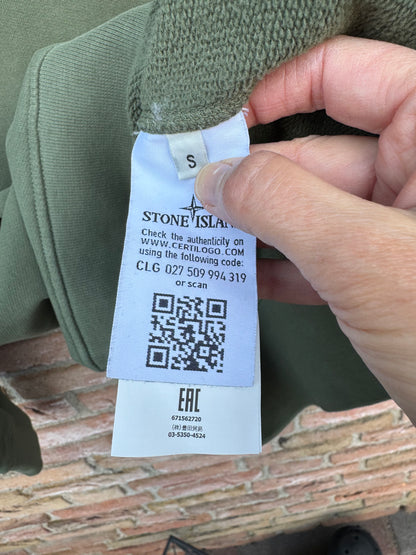 S
STONE ISLAND
Check the authenticity on
WWW.CERTILOGO.COM
using the following code:
CLG 027 509 994 319
or scan
EAC
671562720
03-5350-4524